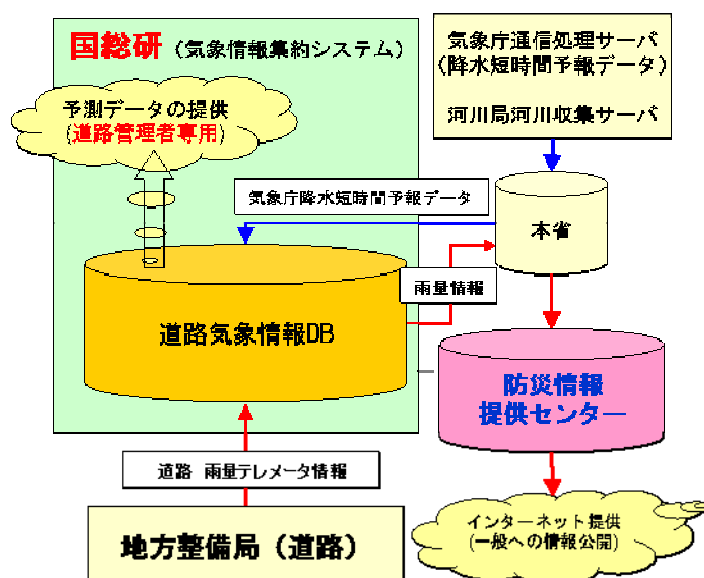 国総研（気象情報集約システム）
気象庁通信処理サーバ
（降水短時間予報データ）
河川局河川収集サーバ
予測データの提供
(道路管理者専用)
気象庁降水短時間予報データ
本省
雨量情報
道路気象情報DB
防災情報
提供センター
道路 雨量テレメータ情報
地方整備局（道路）
インターネット提供
(一般への情報公開)